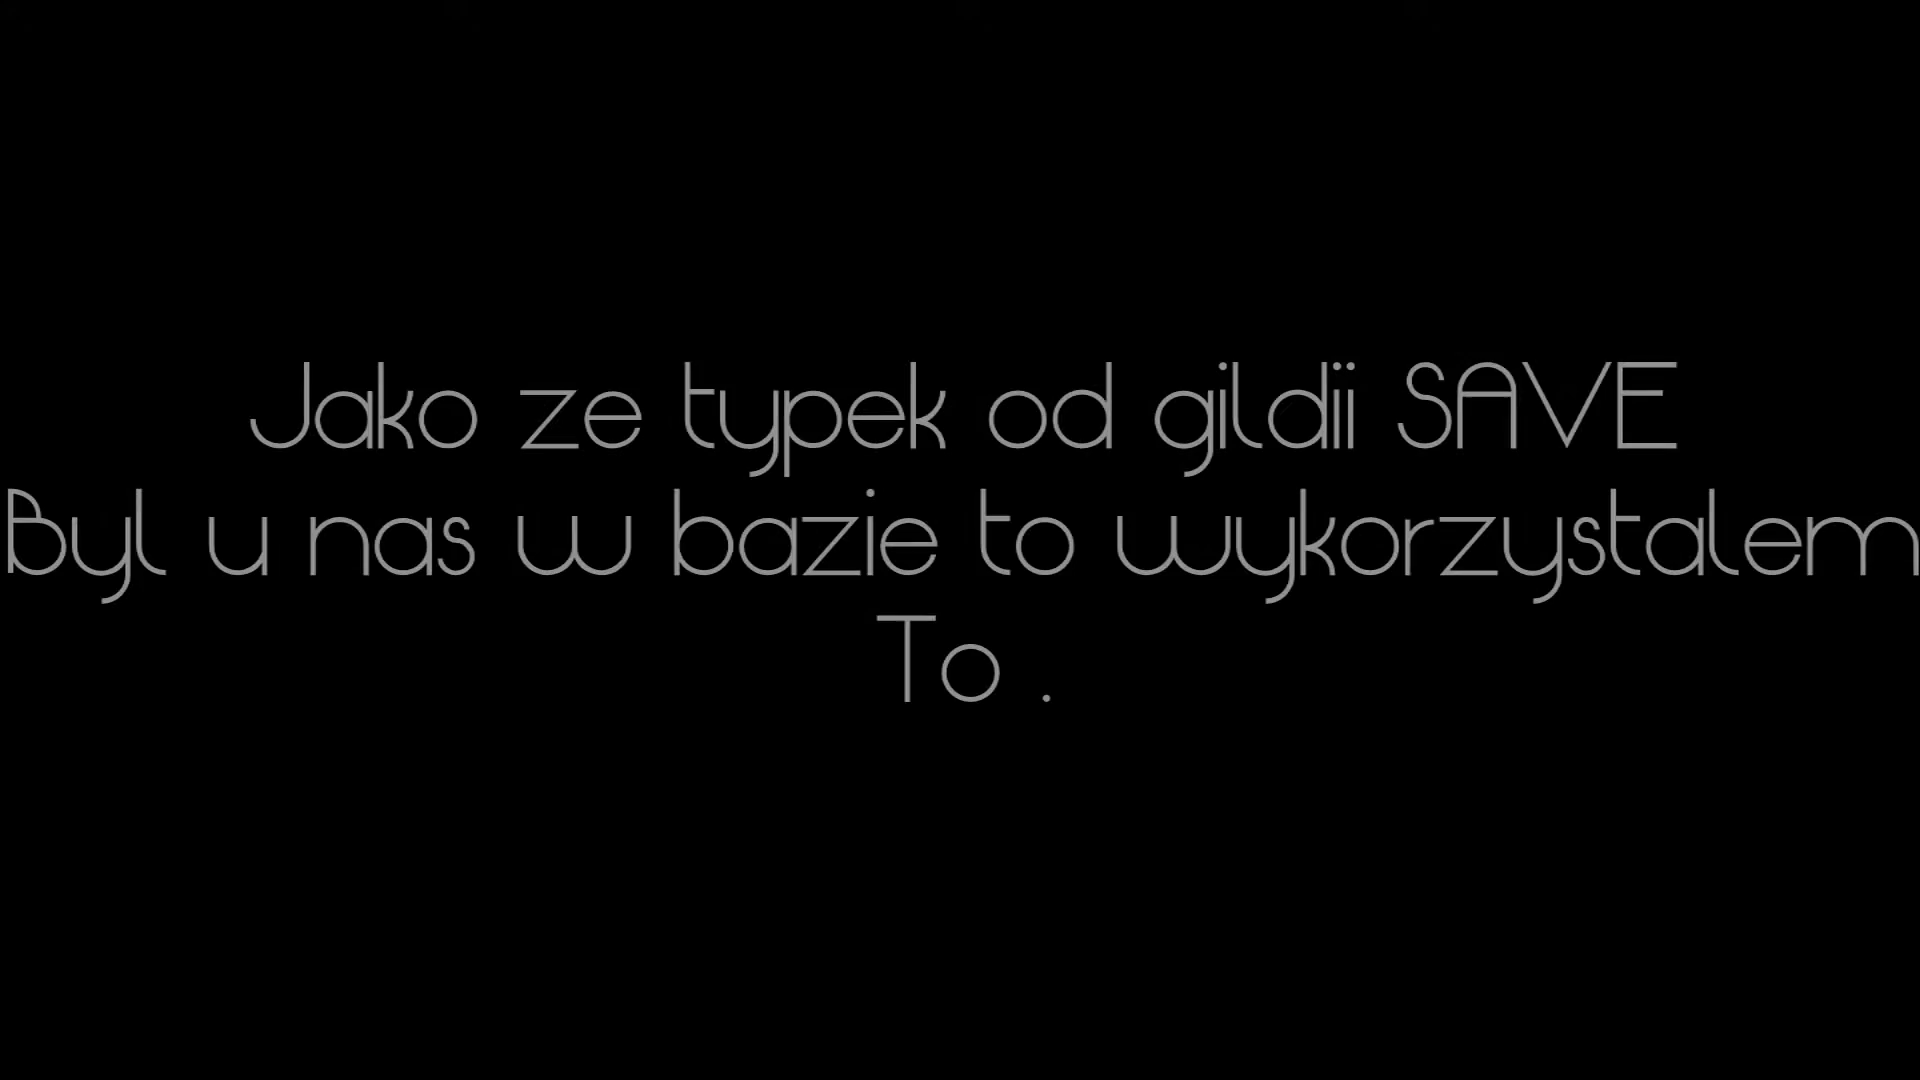 Jako ze typek od gildii SAVE
Byl u nas w bazie to wykorzystalem
To .